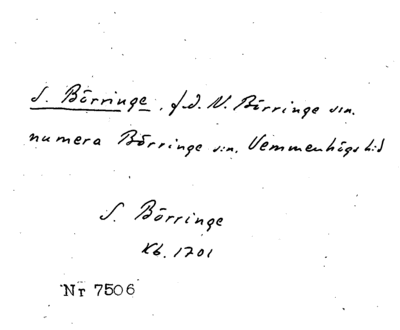 S. Börringe, f.d. N. Börringe sn.
numera Börringe sn. Vemmenhögs hd
S. Börringe
Kb. 1701
Nr 7506